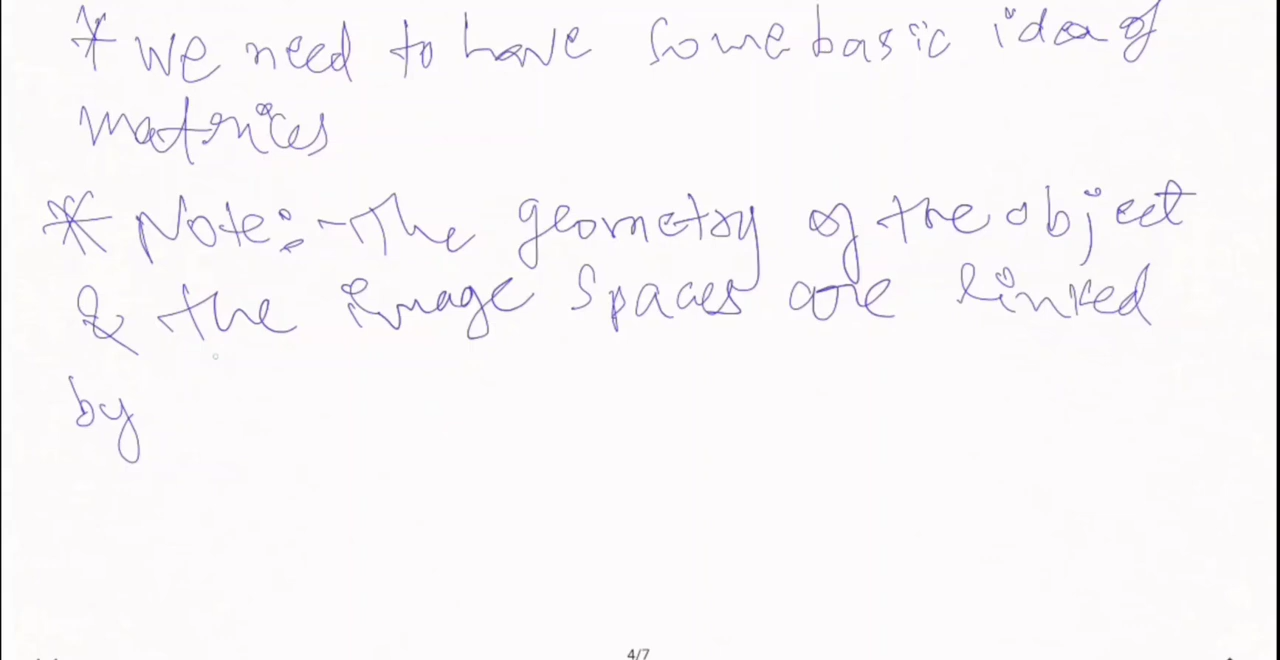 * we need to have some basic idea of
matrices
* Note:- The geometry of the object
& the image spaces are linked
by
4/7